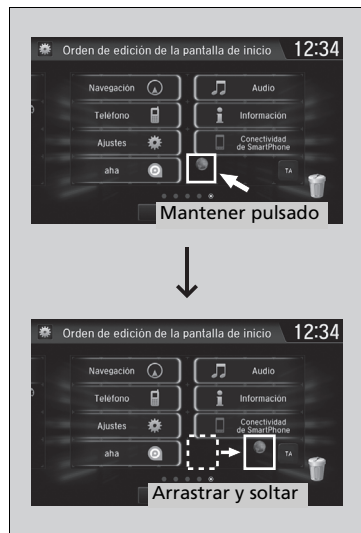 Orden de edición de la pantalla de inicio 12:34
Navegación Audio
Teléfono Información
Ajustes Conectividad
de SmartPhone
aha TA
Mantener pulsado
Orden de edición de la pantalla de inicio 12:34
Navegación Audio
Teléfono Información
Ajustes Conectividad
de SmartPhone
aha TA
Arrastrar y soltar